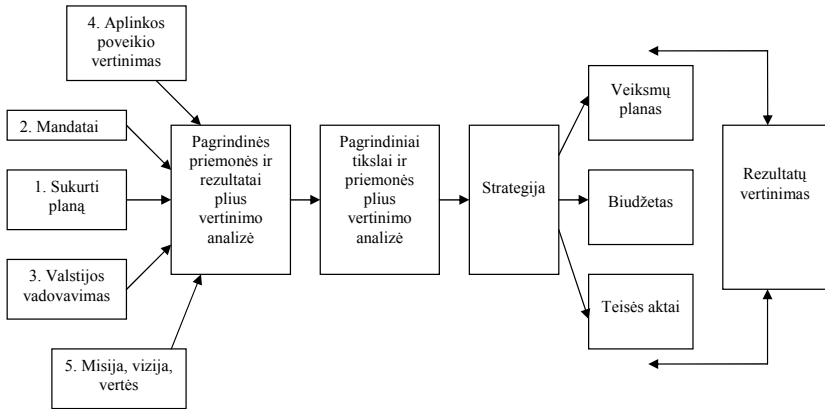 4. Aplinkos
poveikio
vertinimas
2. Mandatai
1. Sukurti
planą
3. Valstijos
vadovavimas
5. Misija, vizija,
vertės
Pagrindinės
priemonės ir
rezultatai
plius
vertinimo
analizė
Pagrindiniai
tikslai ir
priemonės
plius
vertinimo
analizė
Strategija
Veiksmų
planas
Biudžetas
Teisės aktai
Rezultatų
vertinimas